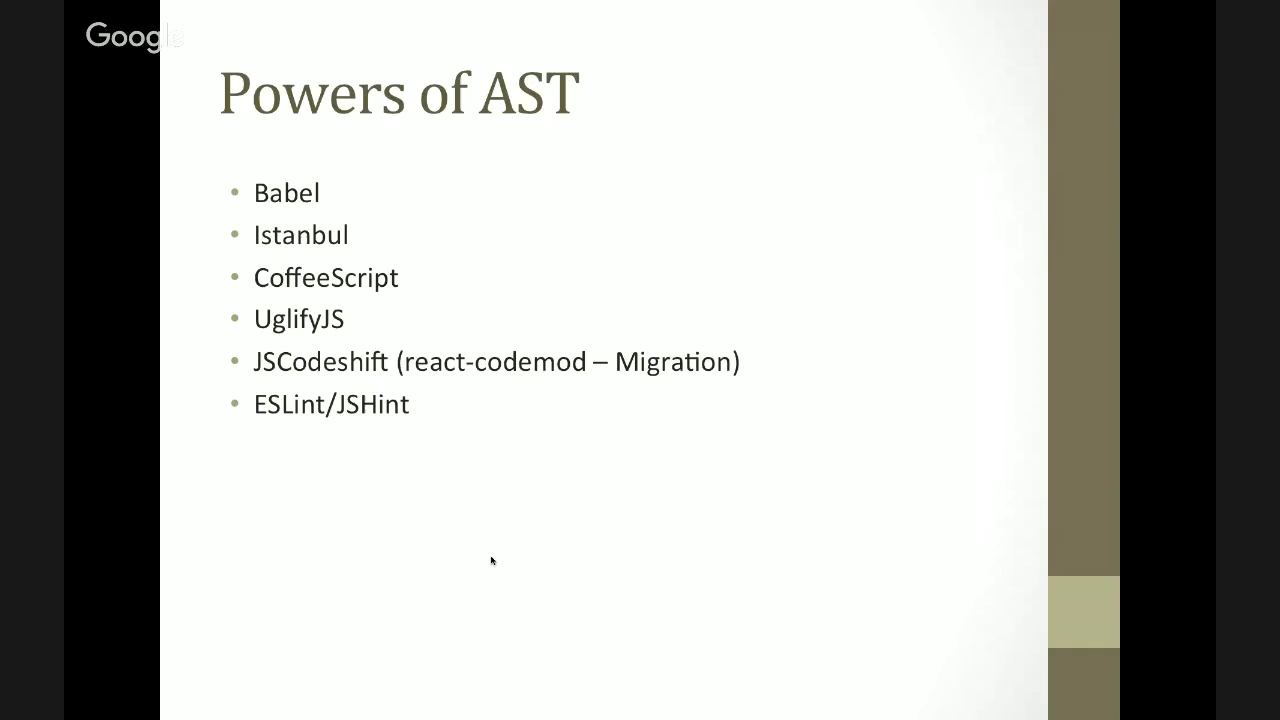 Google
Powers of AST
• Babel
• Istanbul
• CoffeeScript
• UglifyJS
• JSCodeshift (react-codemod – Migration)
• ESLint/JSHint